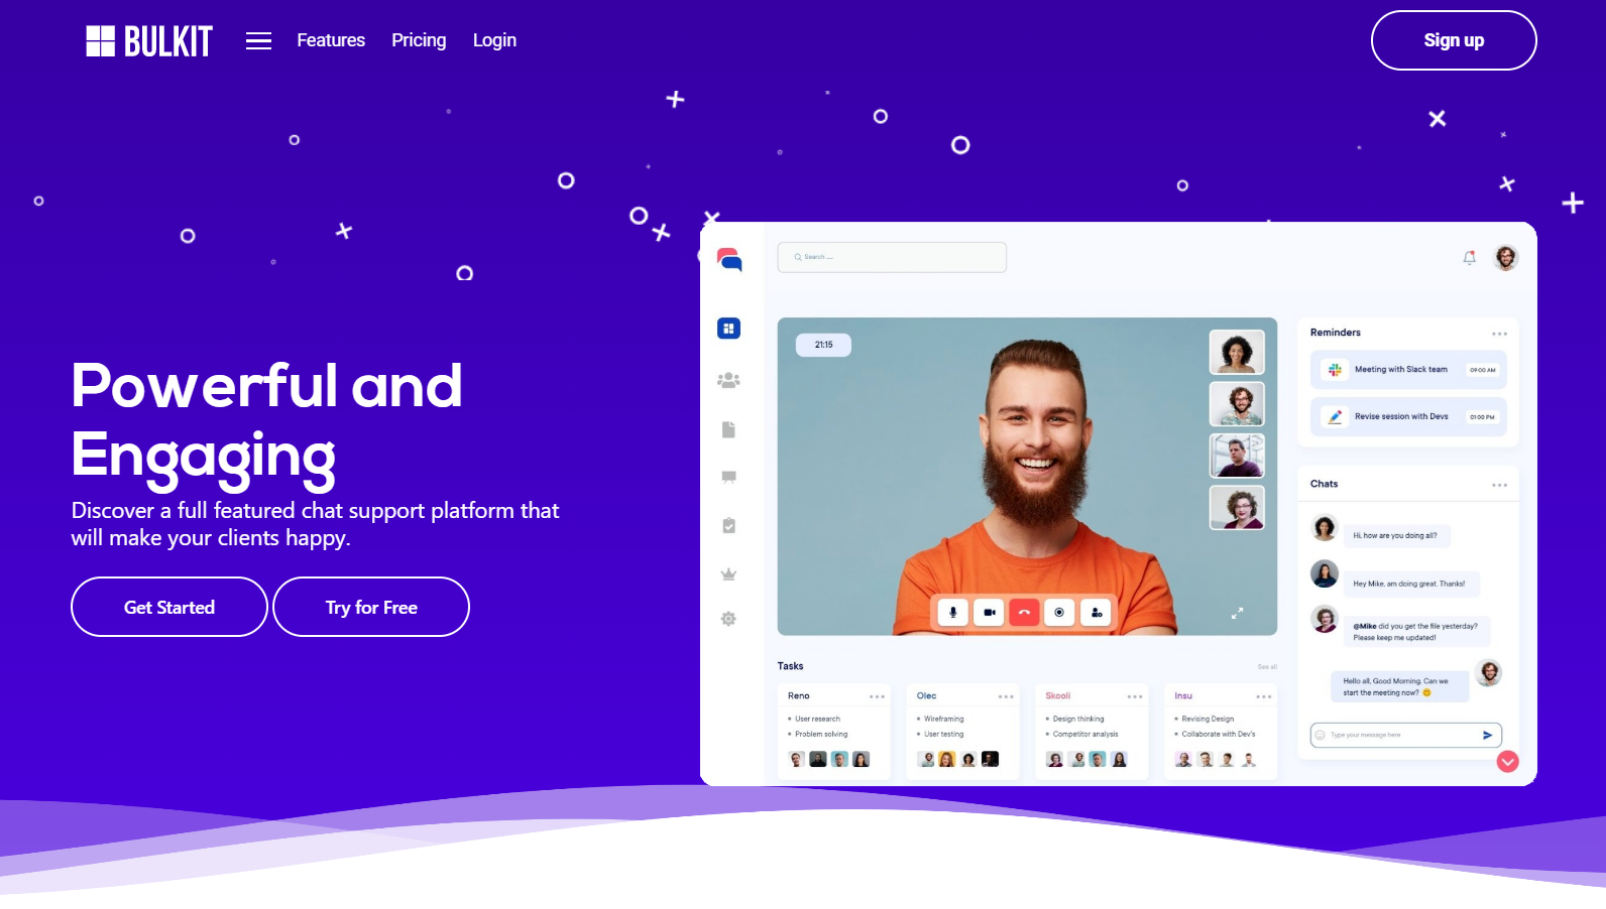 BULKIT
Features
Pricing
Login
Sign up
Powerful and
Engaging
Discover a full featured chat support platform that
will make your clients happy.
Get Started
Try for Free
Search ....
21:15
Reminders
Meeting with Slack team
09:00 AM
Revise session with Devs
01:00 PM
Chats
Hi, how are you doing all?
Hey Mike, am doing great. Thanks!
@Mike did you get the file yesterday?
Please keep me updated!
Hello all, Good Morning. Can we
start the meeting now? 😊
Type your message here
Tasks
See all
Reno
User research
Problem solving
Olec
Wireframing
User testing
Skooli
Design thinking
Competitor analysis
Insu
Revising Design
Collaborate with Dev's